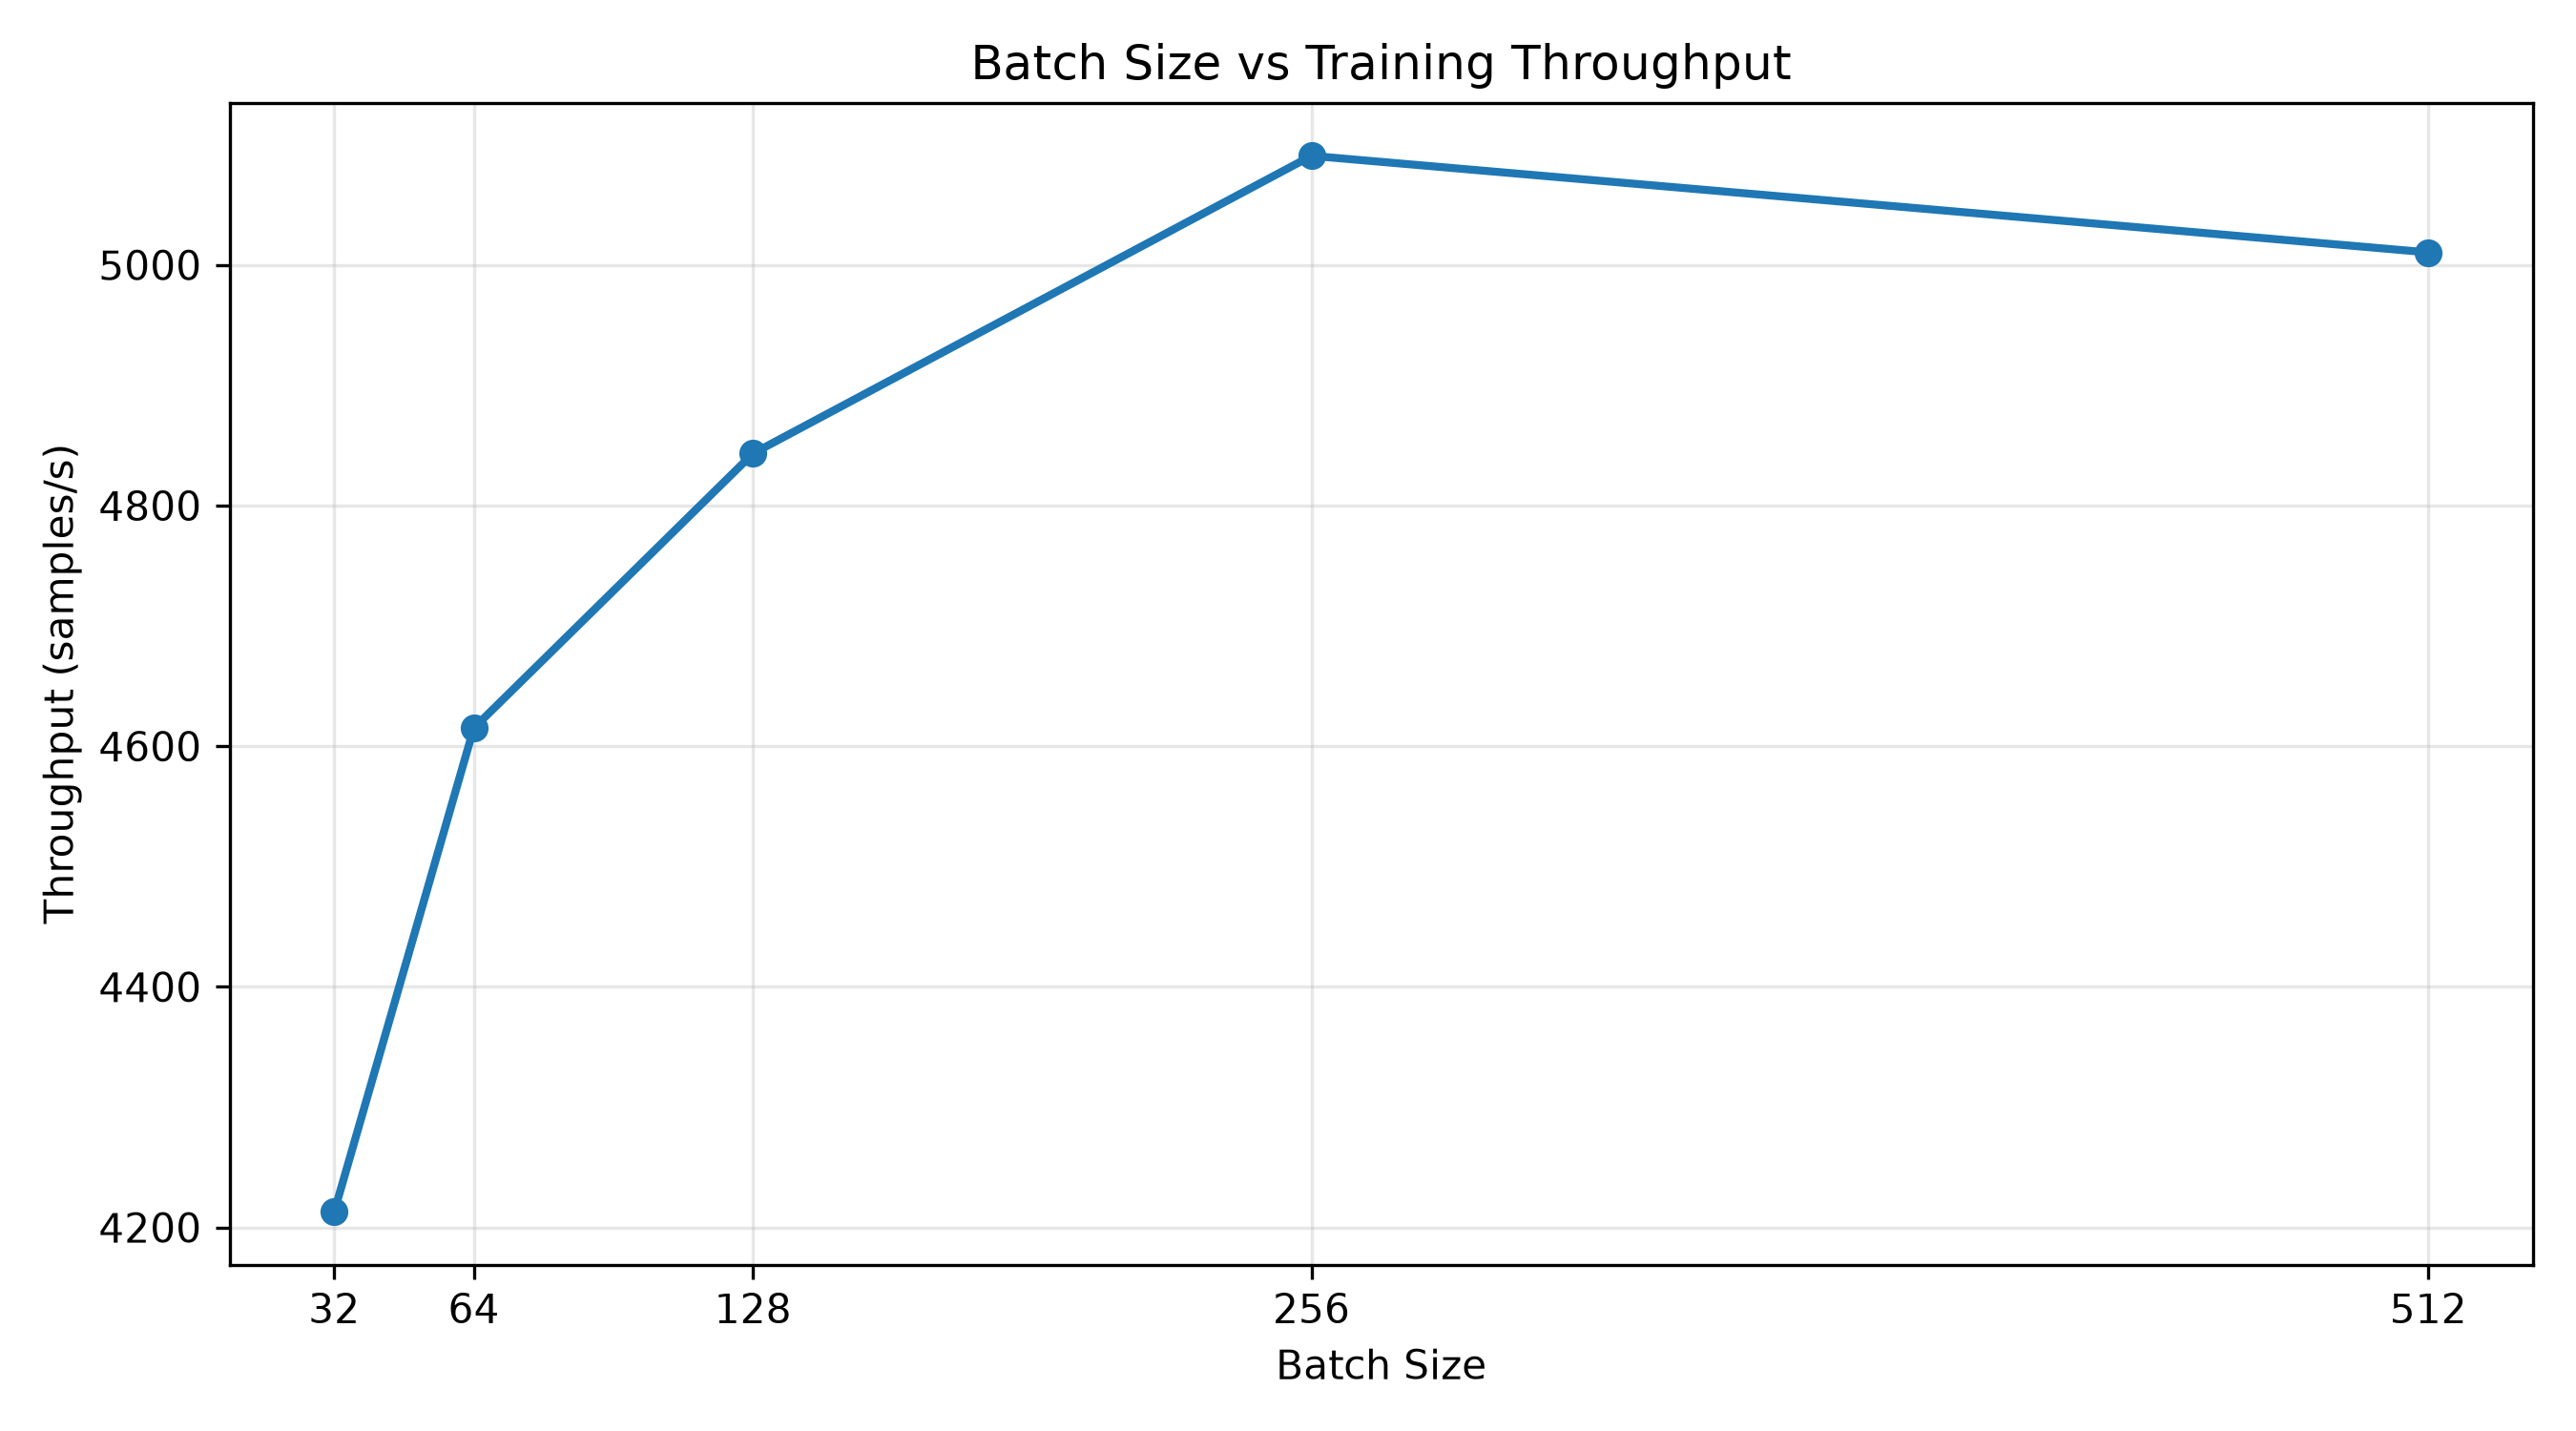 Batch Size vs Training Throughput
Throughput (samples/s)
5000
4800
4600
4400
4200
32 64 128 256 512
Batch Size